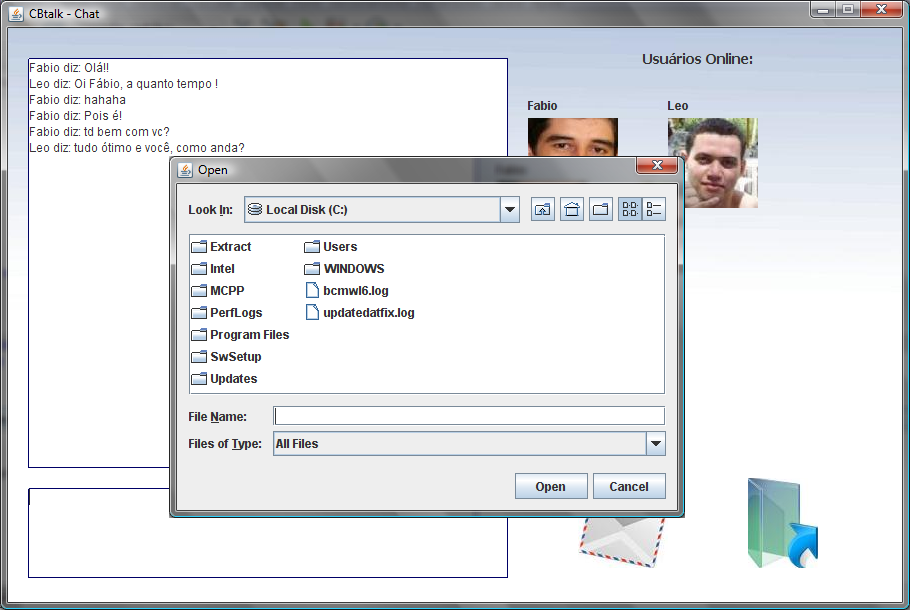 CBtalk - Chat
Usuários Online:
Fabio diz: Olá!!
Leo diz: Oi Fábio, a quanto tempo !
Fabio diz: hahaha
Fabio diz: Pois é!
Fabio diz: td bem com vc?
Leo diz: tudo ótimo e você, como anda?
Fabio
Leo
Open
Look In:
Local Disk (C:)
Extract
Intel
MCPP
PerfLogs
Program Files
SwSetup
Updates
Users
WINDOWS
bcmwl6.log
updatedatfix.log
File Name:
Files of Type:
All Files
Open
Cancel